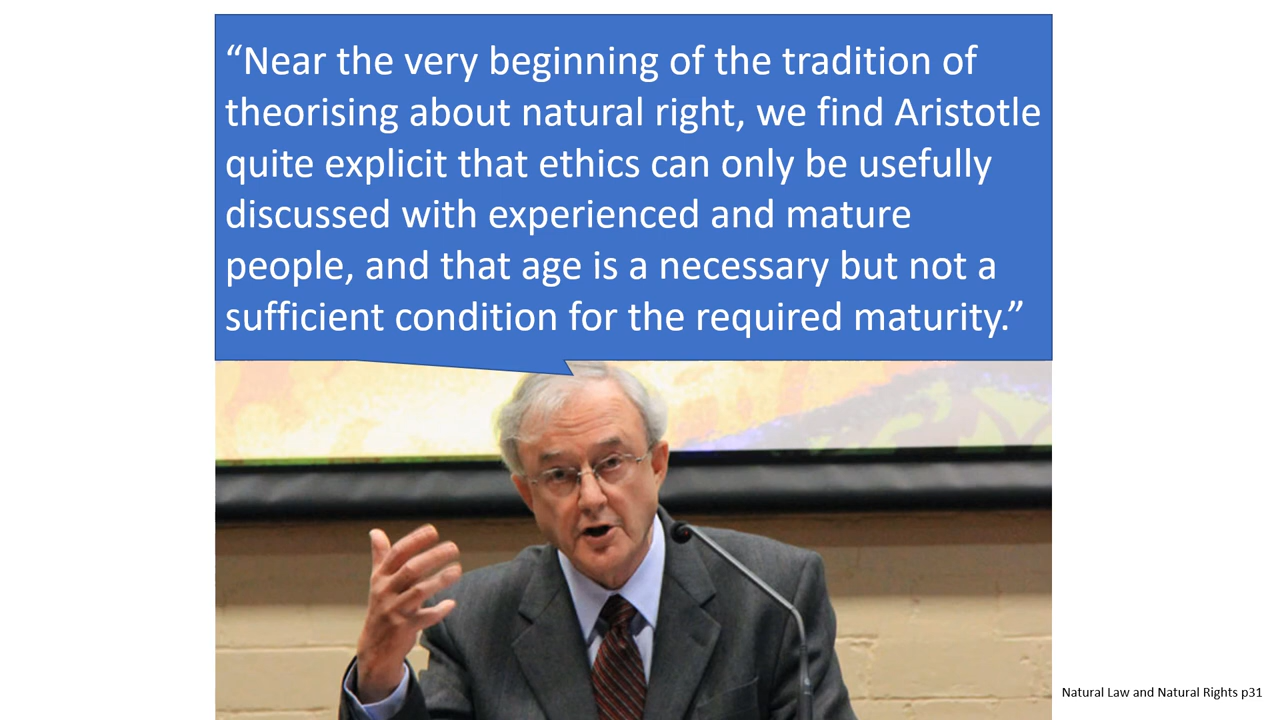 “Near the very beginning of the tradition of
theorising about natural right, we find Aristotle
quite explicit that ethics can only be usefully
discussed with experienced and mature
people, and that age is a necessary but not a
sufficient condition for the required maturity.”
Natural Law and Natural Rights p31